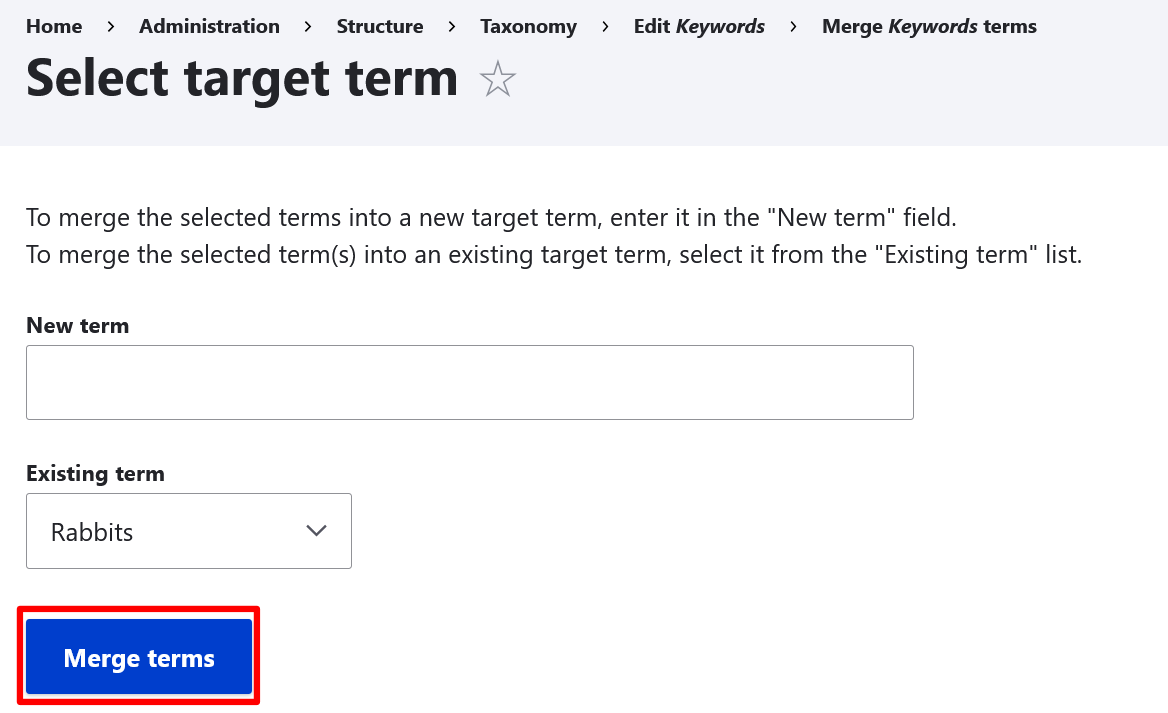 Home › Administration › Structure › Taxonomy › Edit Keywords › Merge Keywords terms
Select target term
To merge the selected terms into a new target term, enter it in the "New term" field.
To merge the selected term(s) into an existing target term, select it from the "Existing term" list.
New term
Existing term
Rabbits
Merge terms